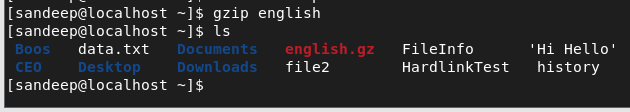 [sandeep@localhost ~]$ gzip english
[sandeep@localhost ~]$ ls
Boos data.txt Documents english.gz FileInfo 'Hi Hello'
CEO Desktop Downloads file2 HardlinkTest history
[sandeep@localhost ~]$